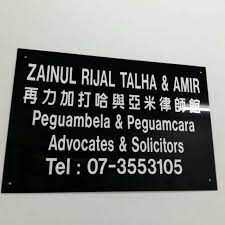 ZAINUL RIJAL TALHA & AMIR
再力加打哈與亞米律師館
Peguambela & Peguamcara
Advocates & Solicitors
Tel : 07-3553105